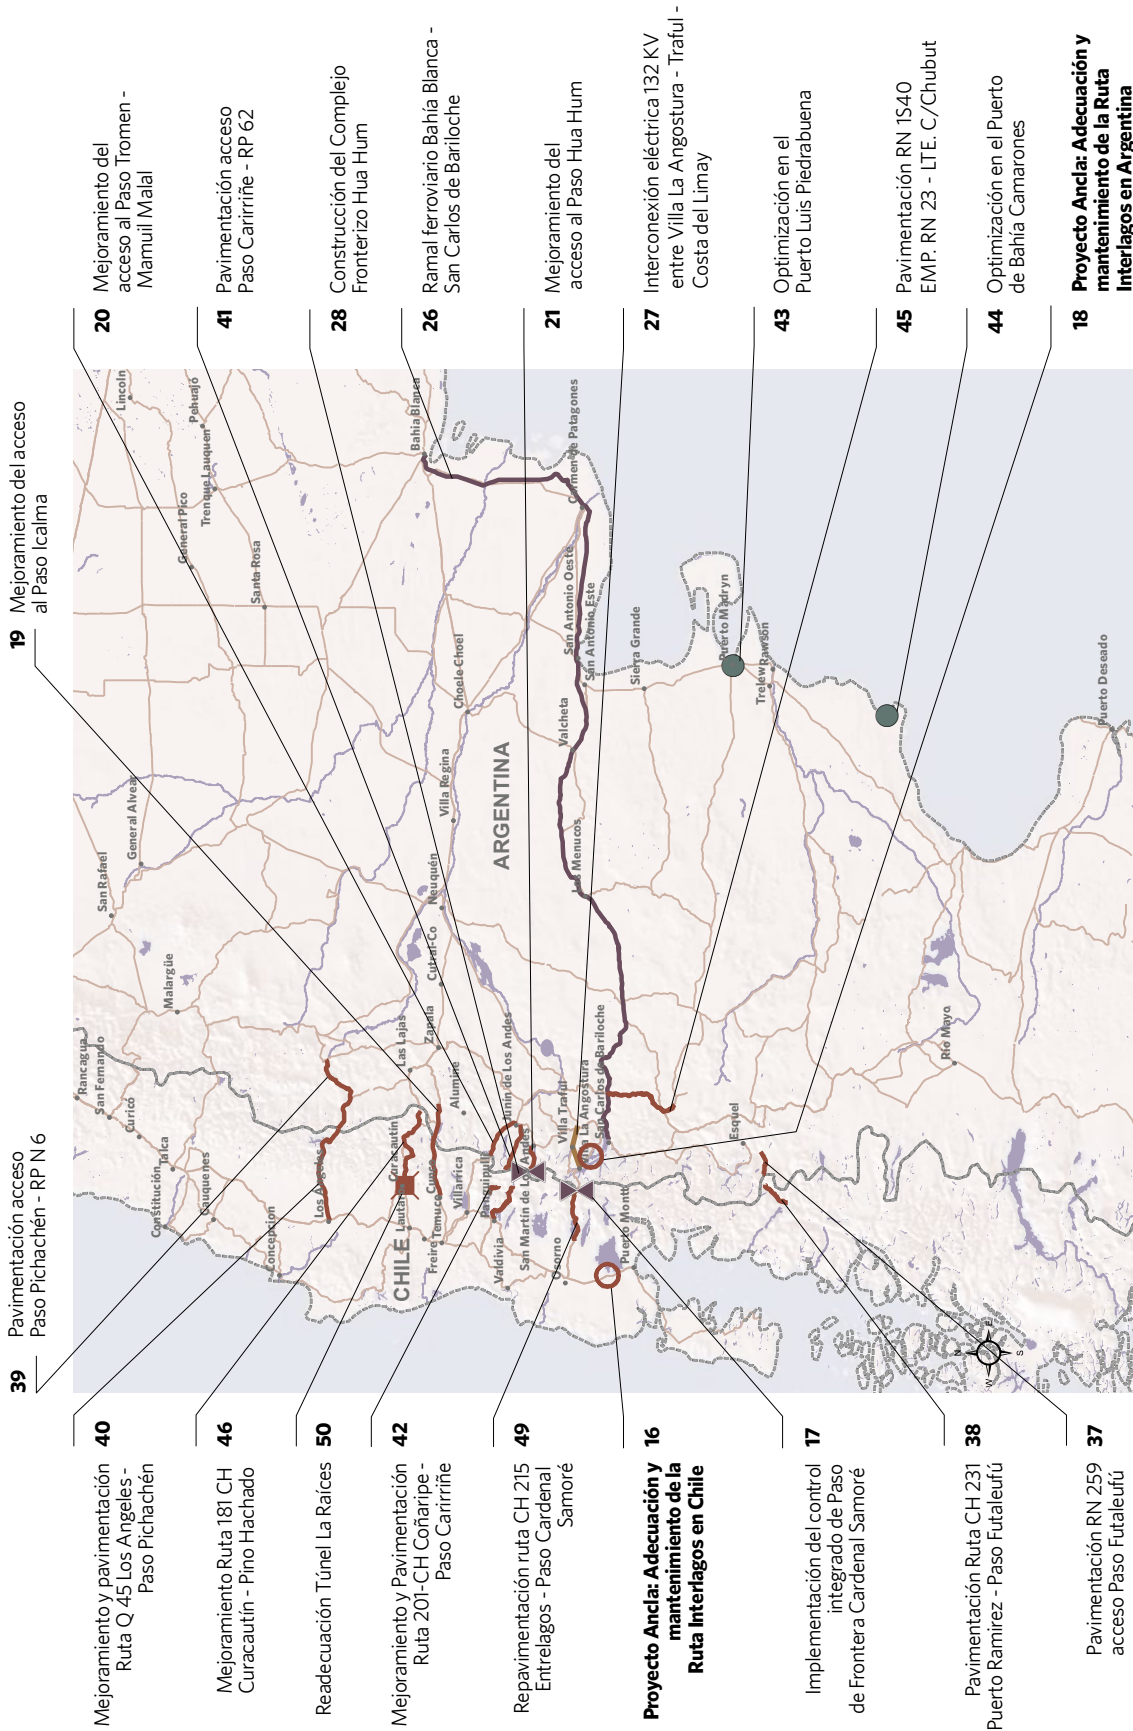 39
Pavimentación acceso
Paso Pichachén - RP N 6
19
Mejoramiento del acceso
al Paso Icalma
40
Mejoramiento y pavimentación
Ruta Q 45 Los Angeles -
Paso Pichachén
46
Mejoramiento Ruta 181 CH
Curacautín - Pino Hachado
50
Readecuación Túnel La Raíces
42
Mejoramiento y Pavimentación
Ruta 201-CH Coñaripe -
Paso Carirriñe
49
Repavimentación ruta CH 215
Entrelagos - Paso Cardenal
Samoré
16
Proyecto Ancla: Adecuación y
mantenimiento de la
Ruta Interlagos en Chile
17
Implementación del control
integrado de Paso
de Frontera Cardenal Samoré
38
Pavimentación Ruta CH 231
Puerto Ramirez - Paso Futaleufú
37
Pavimentación RN 259
acceso Paso Futaleufú
20
Mejoramiento del
acceso al Paso Tromen -
Mamuil Malal
41
Pavimentación acceso
Paso Carirriñe - RP 62
28
Construcción del Complejo
Fronterizo Hua Hum
26
Ramal ferroviario Bahía Blanca -
San Carlos de Bariloche
21
Mejoramiento del
acceso al Paso Hua Hum
27
Interconexión eléctrica 132 KV
entre Villa La Angostura - Traful -
Costa del Limay
43
Optimización en el
Puerto Luis Piedrabuena
45
Pavimentación RN 1S40
EMP. RN 23 - LTE. C/Chubut
44
Optimización en el Puerto
de Bahía Camarones
18
Proyecto Ancla: Adecuación y
mantenimiento de la Ruta
Interlagos en Argentina
Rancagua
San Fernando
Curicó
Talca
Constitución
Cauquenes
Concepcion
Los Angeles
CHILE
Lautaro
Curacautín
Cunco
Temuco
Freire
Villarrica
Panguipulli
Valdivia
Osorno
Puerto Montt
San Rafael
General Alvear
Malargüe
Lincoln
Pehuajó
Trenque Lauquen
General Pico
Santa Rosa
Bahía Blanca
Las Lajas
Zapala
Cutral-Co
Neuquén
Villa Regina
Choele Choel
Alumiñe
Junín de Los Andes
San Martín de Los Andes
Villa Traful
Villa La Angostura
San Carlos de Bariloche
ARGENTINA
Los Menucos
Valcheta
San Antonio Oeste
San Antonio Este
Carmen de Patagones
Sierra Grande
Puerto Madryn
Trelew
Rawson
Esquel
Río Mayo
Puerto Deseado
N
E
S
W